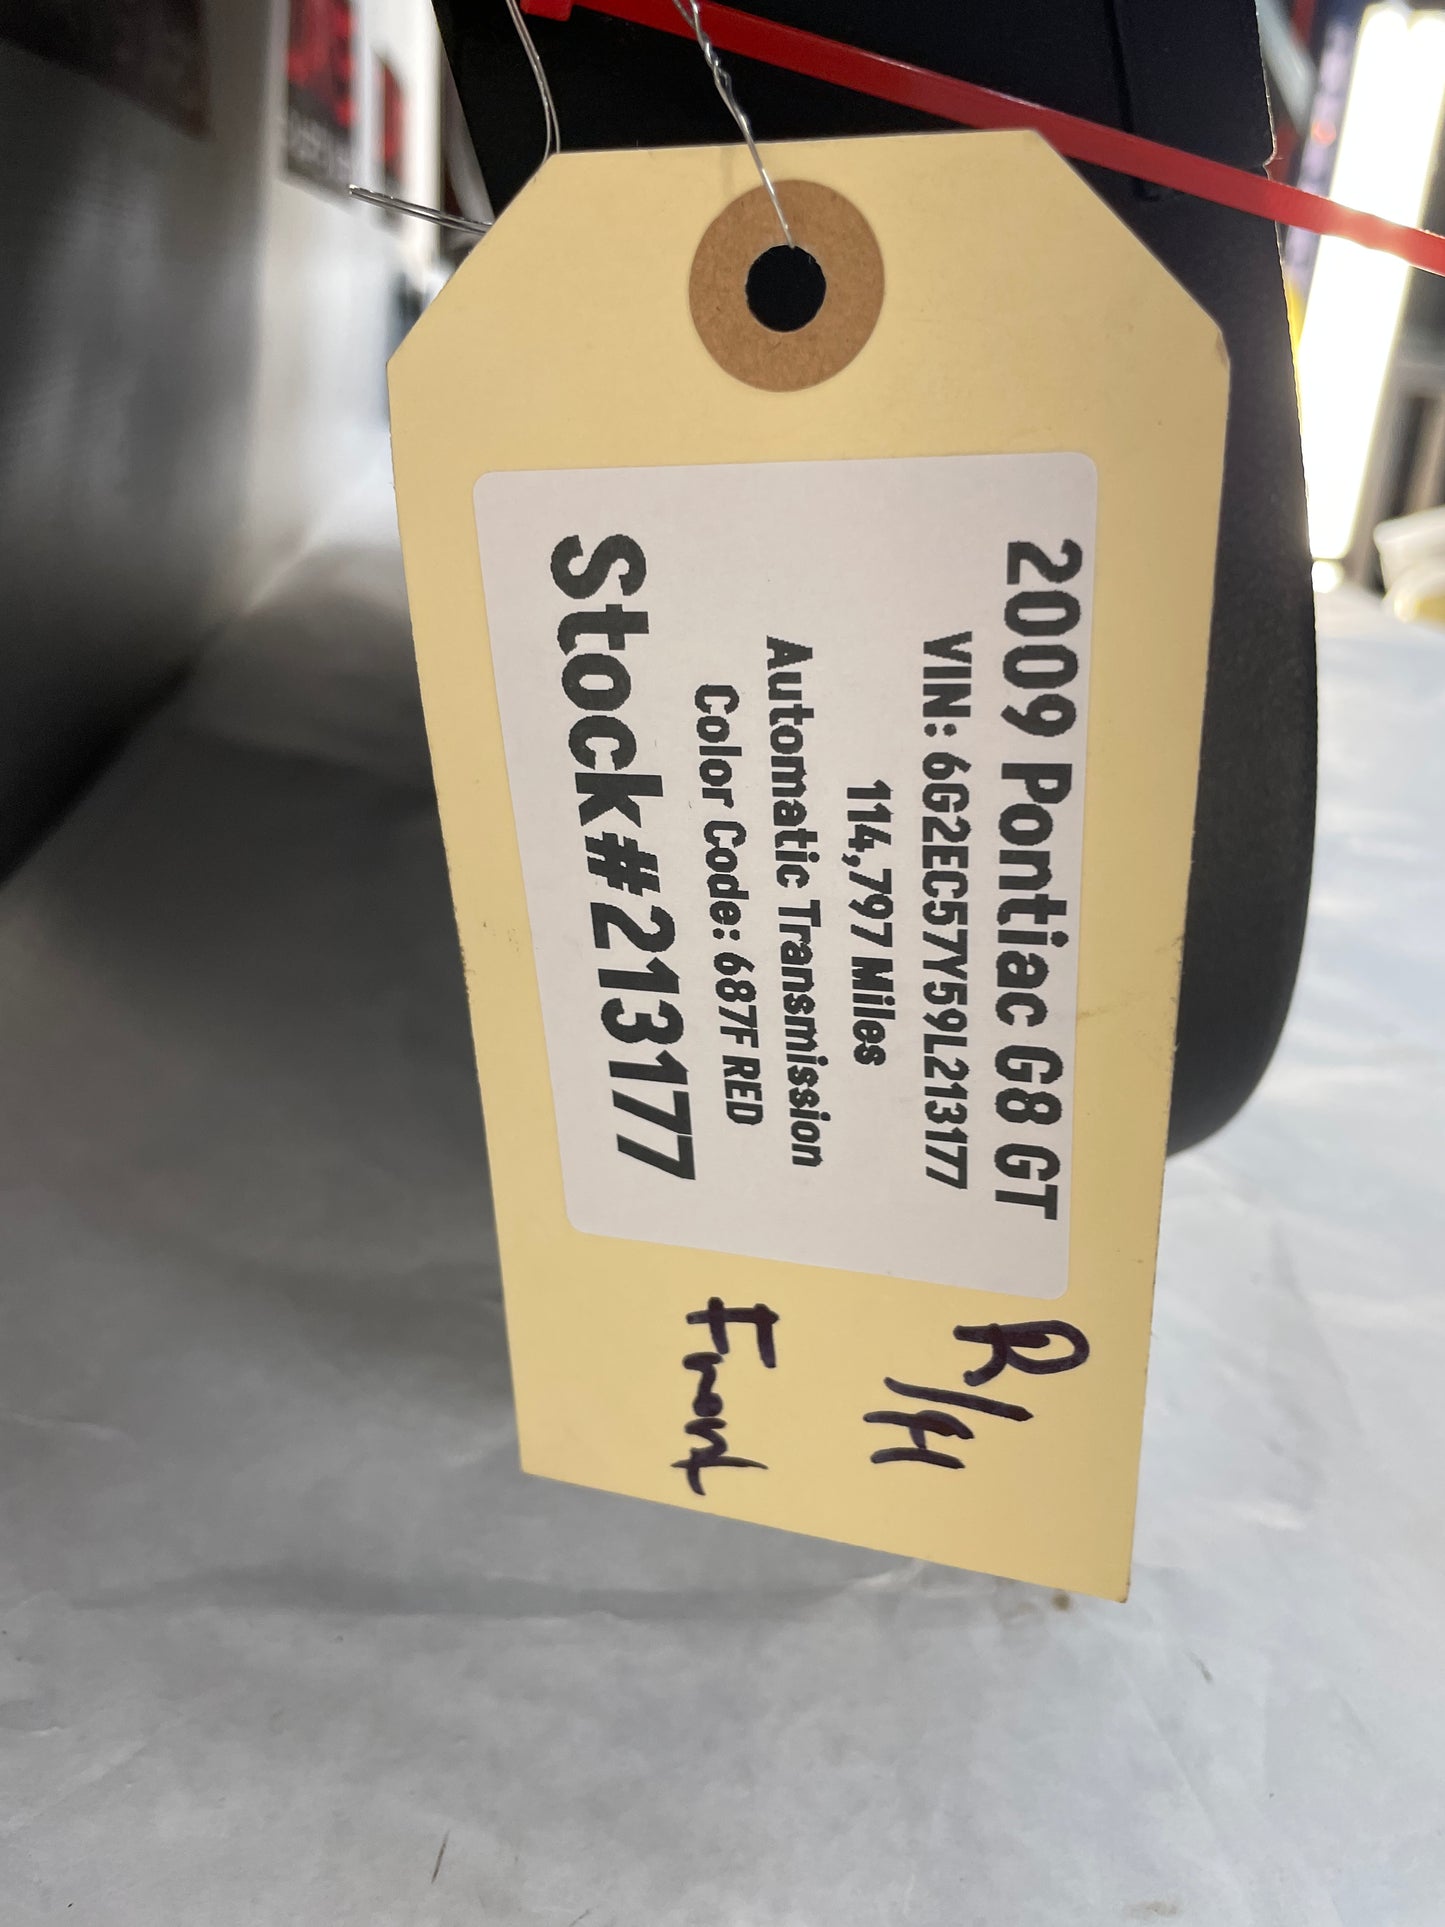 2009 Pontiac G8 GT
VIN: 6G2EC57Y59L213177
114,797 Miles
Automatic Transmission
Color Code: 687F RED
Stock#213177
R/H
Front